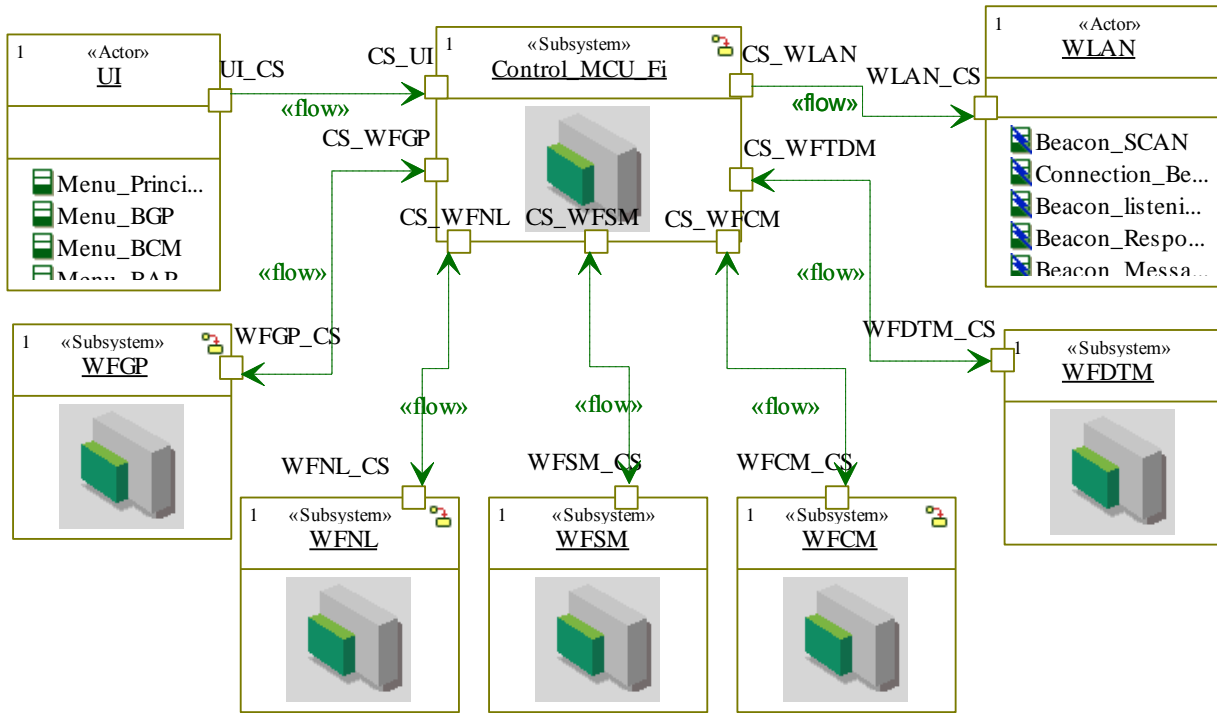 1
«Actor»
UI
Menu_Princi...
Menu_BGP
Menu_BCM
Menu_BAP
UI_CS
«flow»
CS_UI
1
«Subsystem»
Control_MCU_Fi
CS_WLAN
«flow»
WLAN_CS
1
«Actor»
WLAN
Beacon_SCAN
Connection_Be...
Beacon_listeni...
Beacon_Respo...
Beacon_Messa...
CS_WFGP
CS_WFTDM
CS_WFNL
CS_WFSM
CS_WFCM
«flow»
«flow»
1
«Subsystem»
WFGP
WFGP_CS
WFDTM_CS
1
«Subsystem»
WFDTM
«flow»
«flow»
«flow»
WFNL_CS
WFSM_CS
WFCM_CS
1
«Subsystem»
WFNL
1
«Subsystem»
WFSM
1
«Subsystem»
WFCM